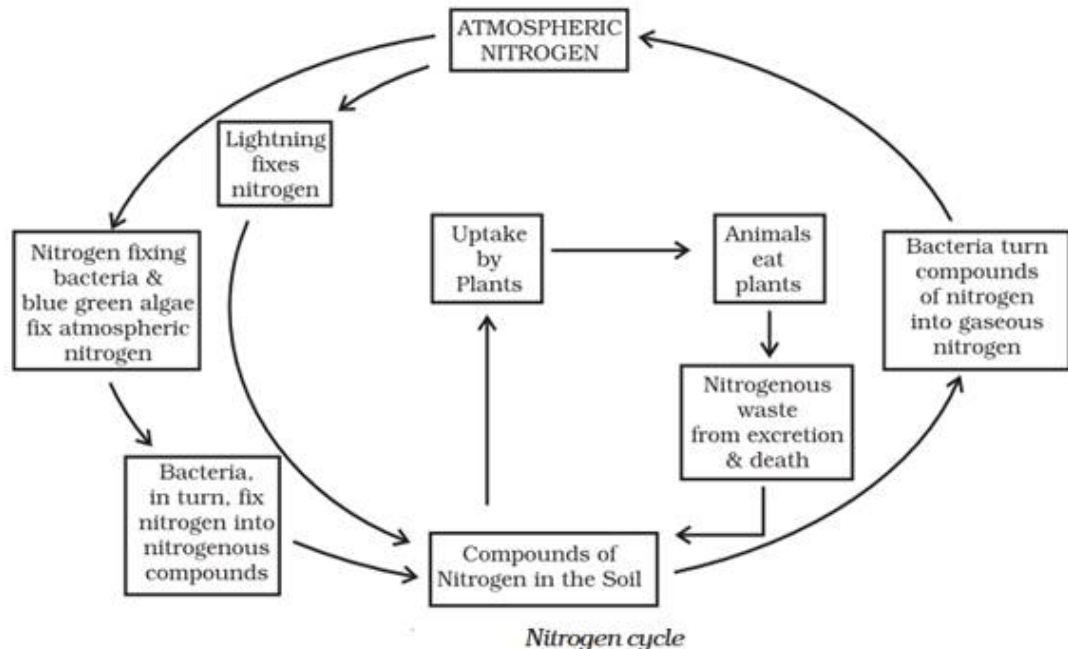 ATMOSPHERIC
NITROGEN
Lightning
fixes
nitrogen
Nitrogen fixing
bacteria &
blue green algae
fix atmospheric
nitrogen
Uptake
by
Plants
Animals
eat
plants
Bacteria turn
compounds
of nitrogen
into gaseous
nitrogen
Nitrogenous
waste
from excretion
& death
Bacteria,
in turn, fix
nitrogen into
nitrogenous
compounds
Compounds of
Nitrogen in the Soil
Nitrogen cycle